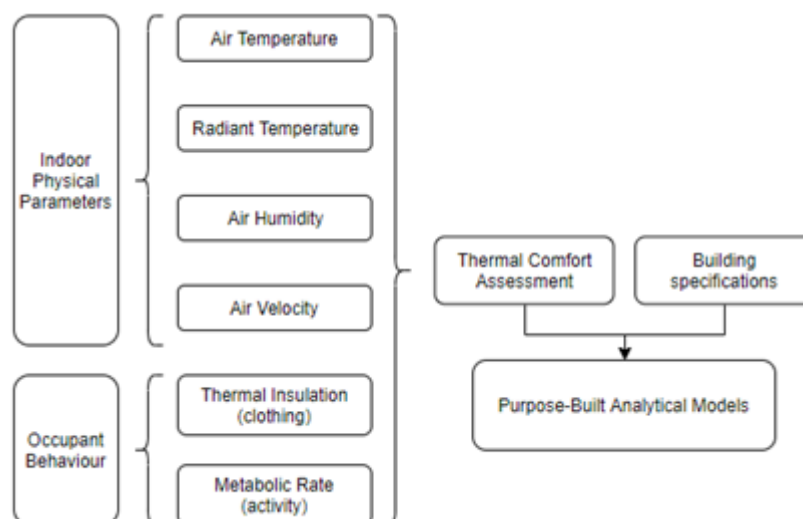 Air Temperature
Radiant Temperature
Indoor
Physical
Parameters
Air Humidity
Air Velocity
Thermal Comfort
Assessment
Building
specifications
Thermal Insulation
(clothing)
Occupant
Behaviour
Metabolic Rate
(activity)
Purpose-Built Analytical Models